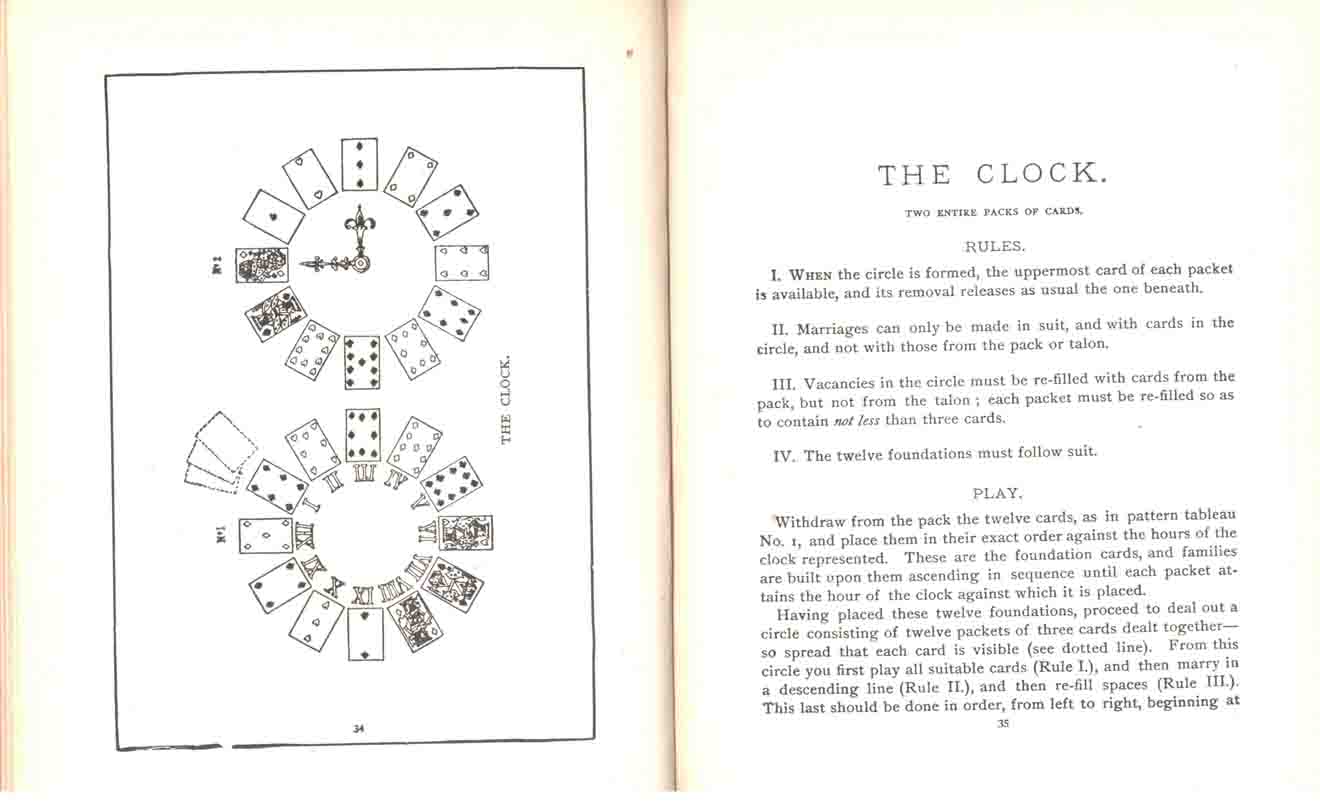 No. 2
THE CLOCK.
No. 1
I
II
III
IV
V
VI
VII
VIII
IX
X
XI
XII
34
THE CLOCK.
TWO ENTIRE PACKS OF CARDS.
RULES.
I. WHEN the circle is formed, the uppermost card of each packet
is available, and its removal releases as usual the one beneath.
II. Marriages can only be made in suit, and with cards in the
circle, and not with those from the pack or talon.
III. Vacancies in the circle must be re-filled with cards from the
pack, but not from the talon ; each packet must be re-filled so as
to contain not less than three cards.
IV. The twelve foundations must follow suit.
PLAY.
Withdraw from the pack the twelve cards, as in pattern tableau
No. 1, and place them in their exact order against the hours of the
clock represented. These are the foundation cards, and families
are built upon them ascending in sequence until each packet at-
tains the hour of the clock against which it is placed.
Having placed these twelve foundations, proceed to deal out a
circle consisting of twelve packets of three cards dealt together—
so spread that each card is visible (see dotted line). From this
circle you first play all suitable cards (Rule I.), and then marry in
a descending line (Rule II.), and then re-fill spaces (Rule III.).
This last should be done in order, from left to right, beginning at
35